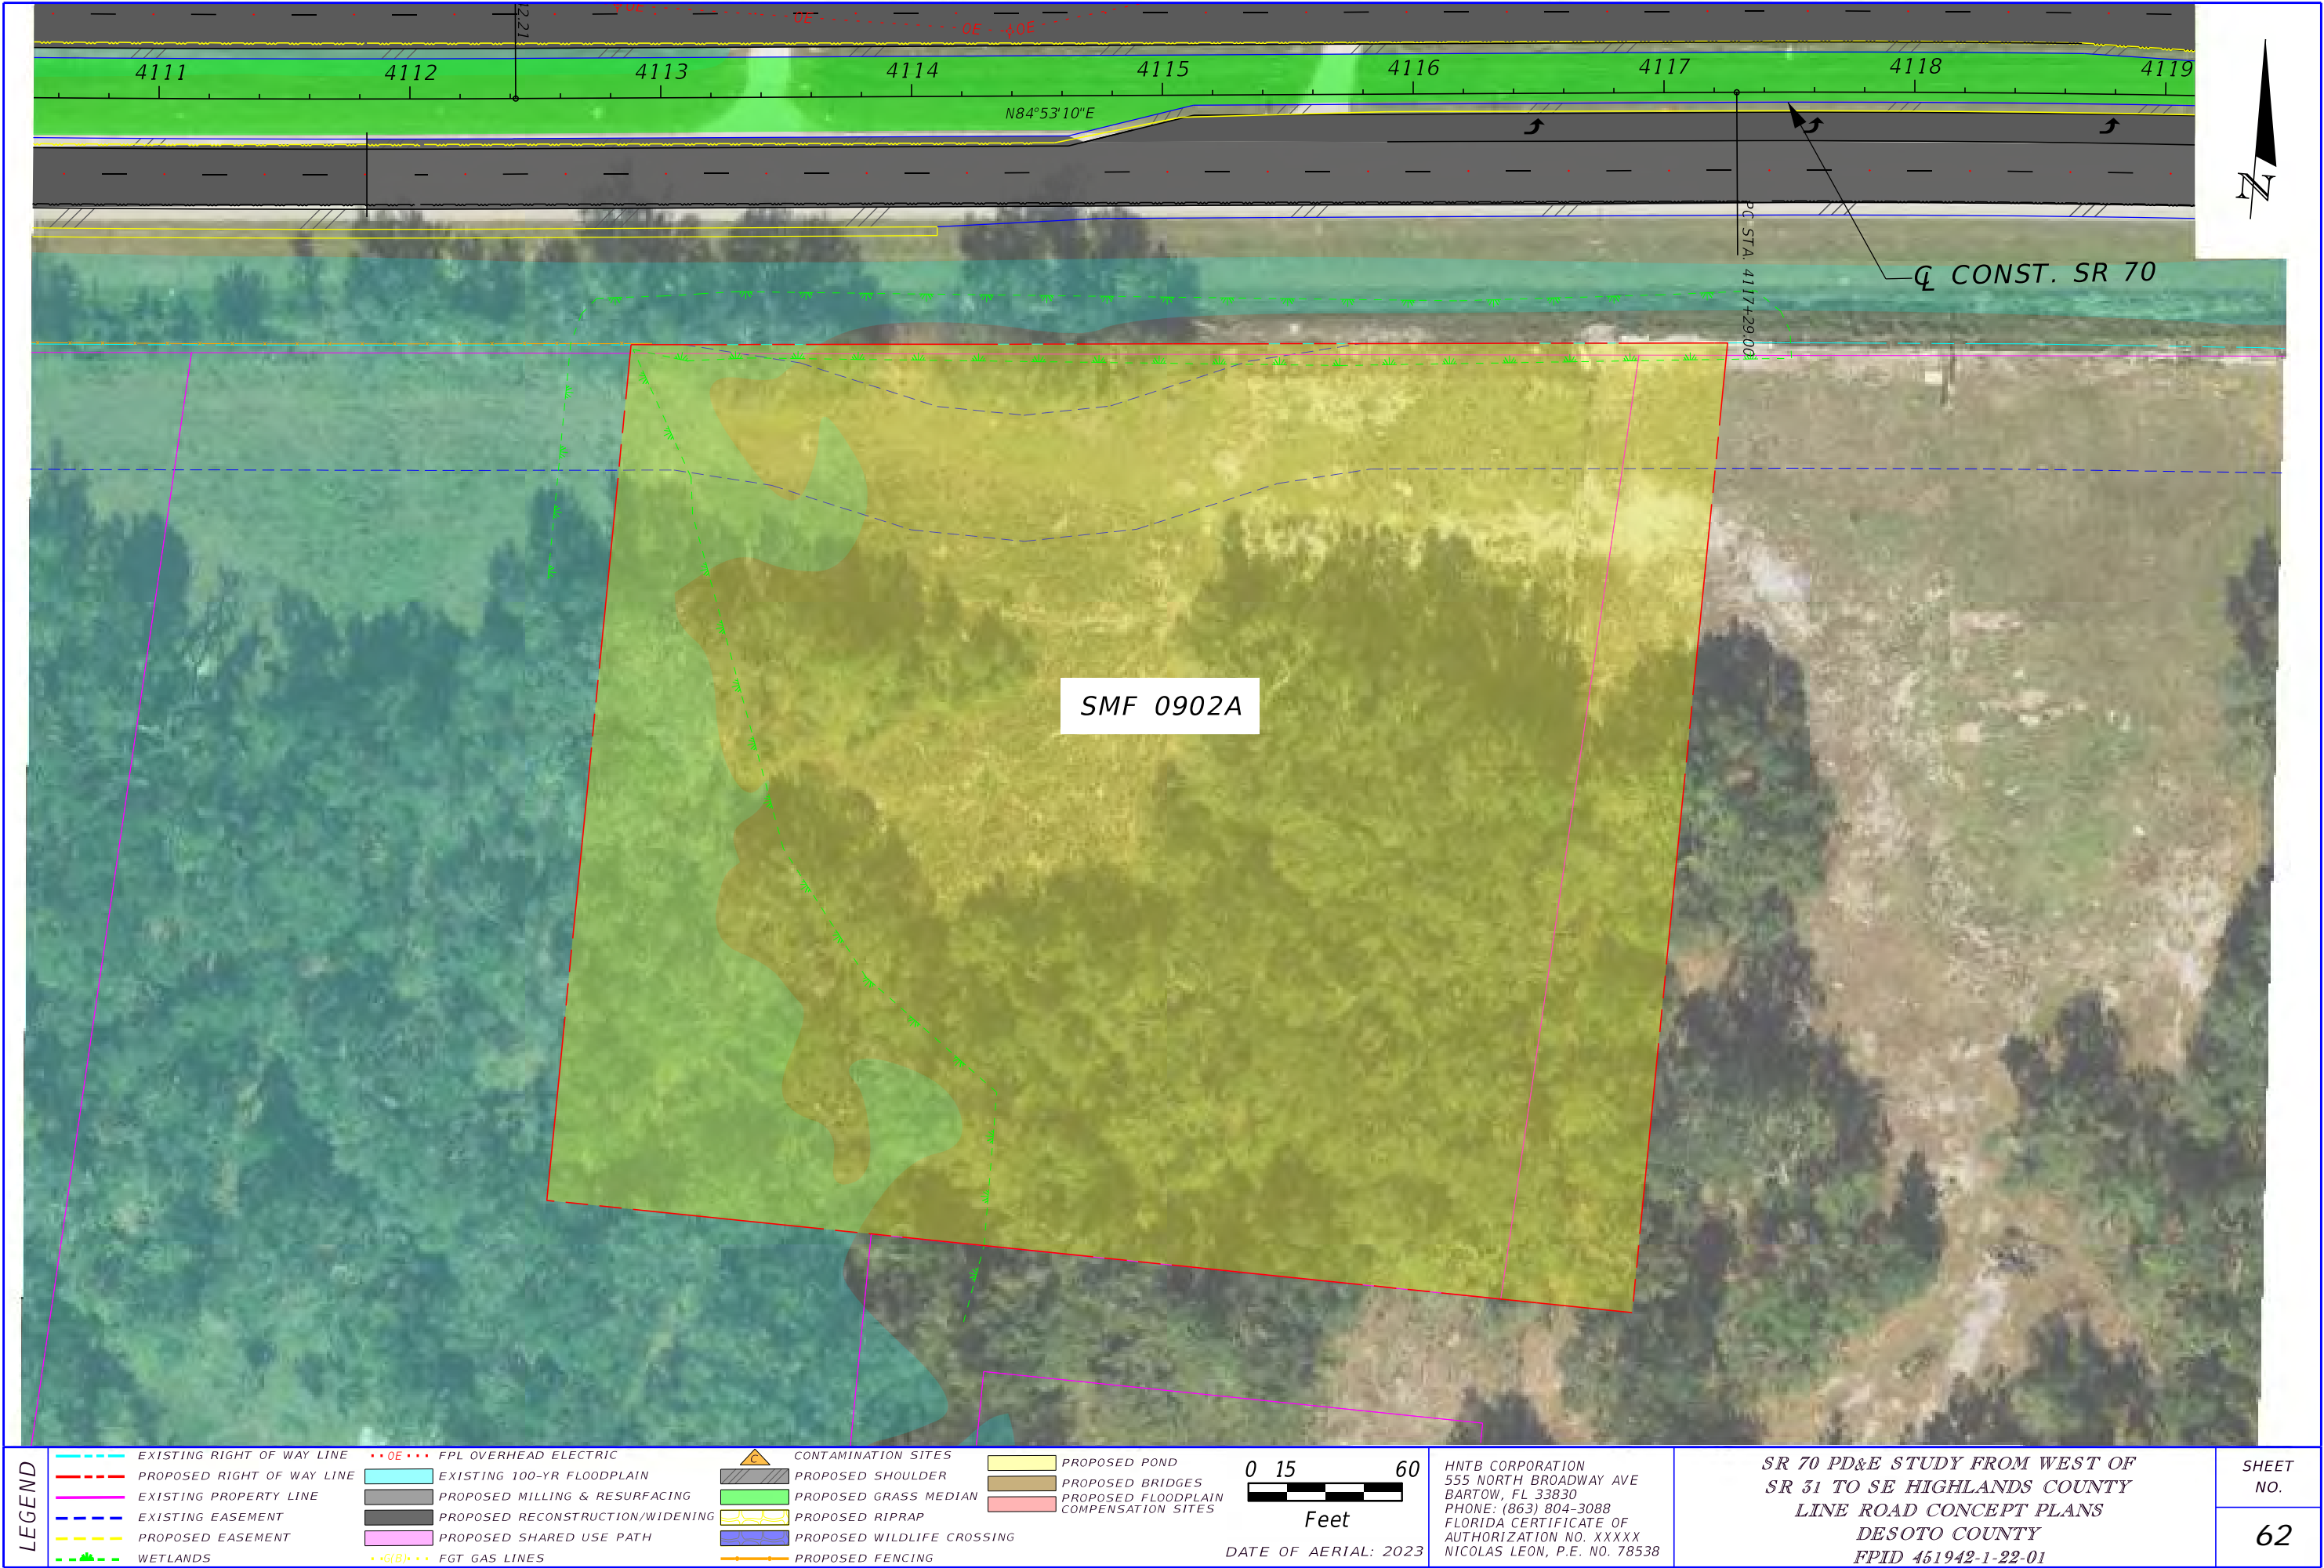 OE
OE
OE
OE
2.21
4111 4112 4113 4114 4115 4116 4117 4118 4119
N84°53'10"E
PC STA. 4117+29.00
℄ CONST. SR 70
N
SMF 0902A
LEGEND
EXISTING RIGHT OF WAY LINE
PROPOSED RIGHT OF WAY LINE
EXISTING PROPERTY LINE
EXISTING EASEMENT
PROPOSED EASEMENT
WETLANDS
OE FPL OVERHEAD ELECTRIC
EXISTING 100-YR FLOODPLAIN
PROPOSED MILLING & RESURFACING
PROPOSED RECONSTRUCTION/WIDENING
PROPOSED SHARED USE PATH
FGT GAS LINES
C CONTAMINATION SITES
PROPOSED SHOULDER
PROPOSED GRASS MEDIAN
PROPOSED RIPRAP
PROPOSED WILDLIFE CROSSING
PROPOSED FENCING
PROPOSED POND
PROPOSED BRIDGES
PROPOSED FLOODPLAIN
COMPENSATION SITES
0 15 60
Feet
DATE OF AERIAL: 2023
HNTB CORPORATION
555 NORTH BROADWAY AVE
BARTOW, FL 33830
PHONE: (863) 804-3088
FLORIDA CERTIFICATE OF
AUTHORIZATION NO. XXXXX
NICOLAS LEON, P.E. NO. 78538
SR 70 PD&E STUDY FROM WEST OF
SR 31 TO SE HIGHLANDS COUNTY
LINE ROAD CONCEPT PLANS
DESOTO COUNTY
FPID 451942-1-22-01
SHEET
NO.
62